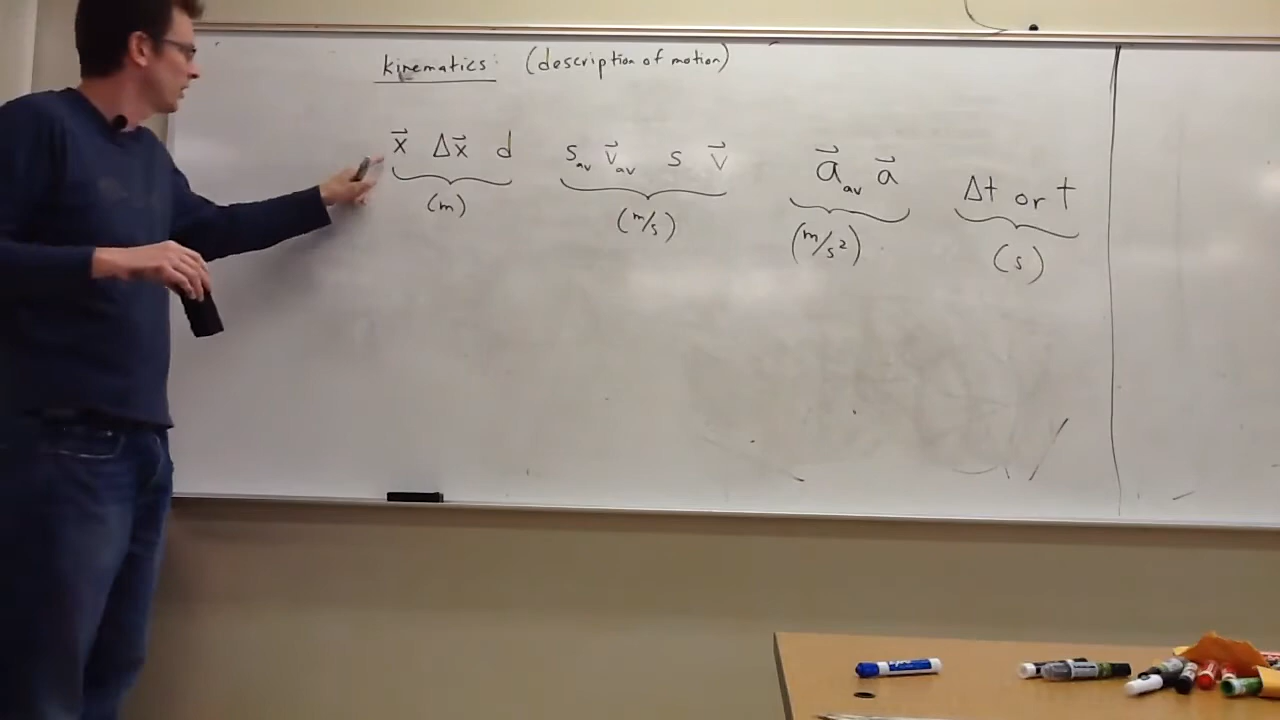 kinematics: (description of motion)
x⃗ Δx⃗ d s_av v⃗_av s v⃗ a⃗_av a⃗ Δt or t
(m) (m/s) (m/s²) (s)